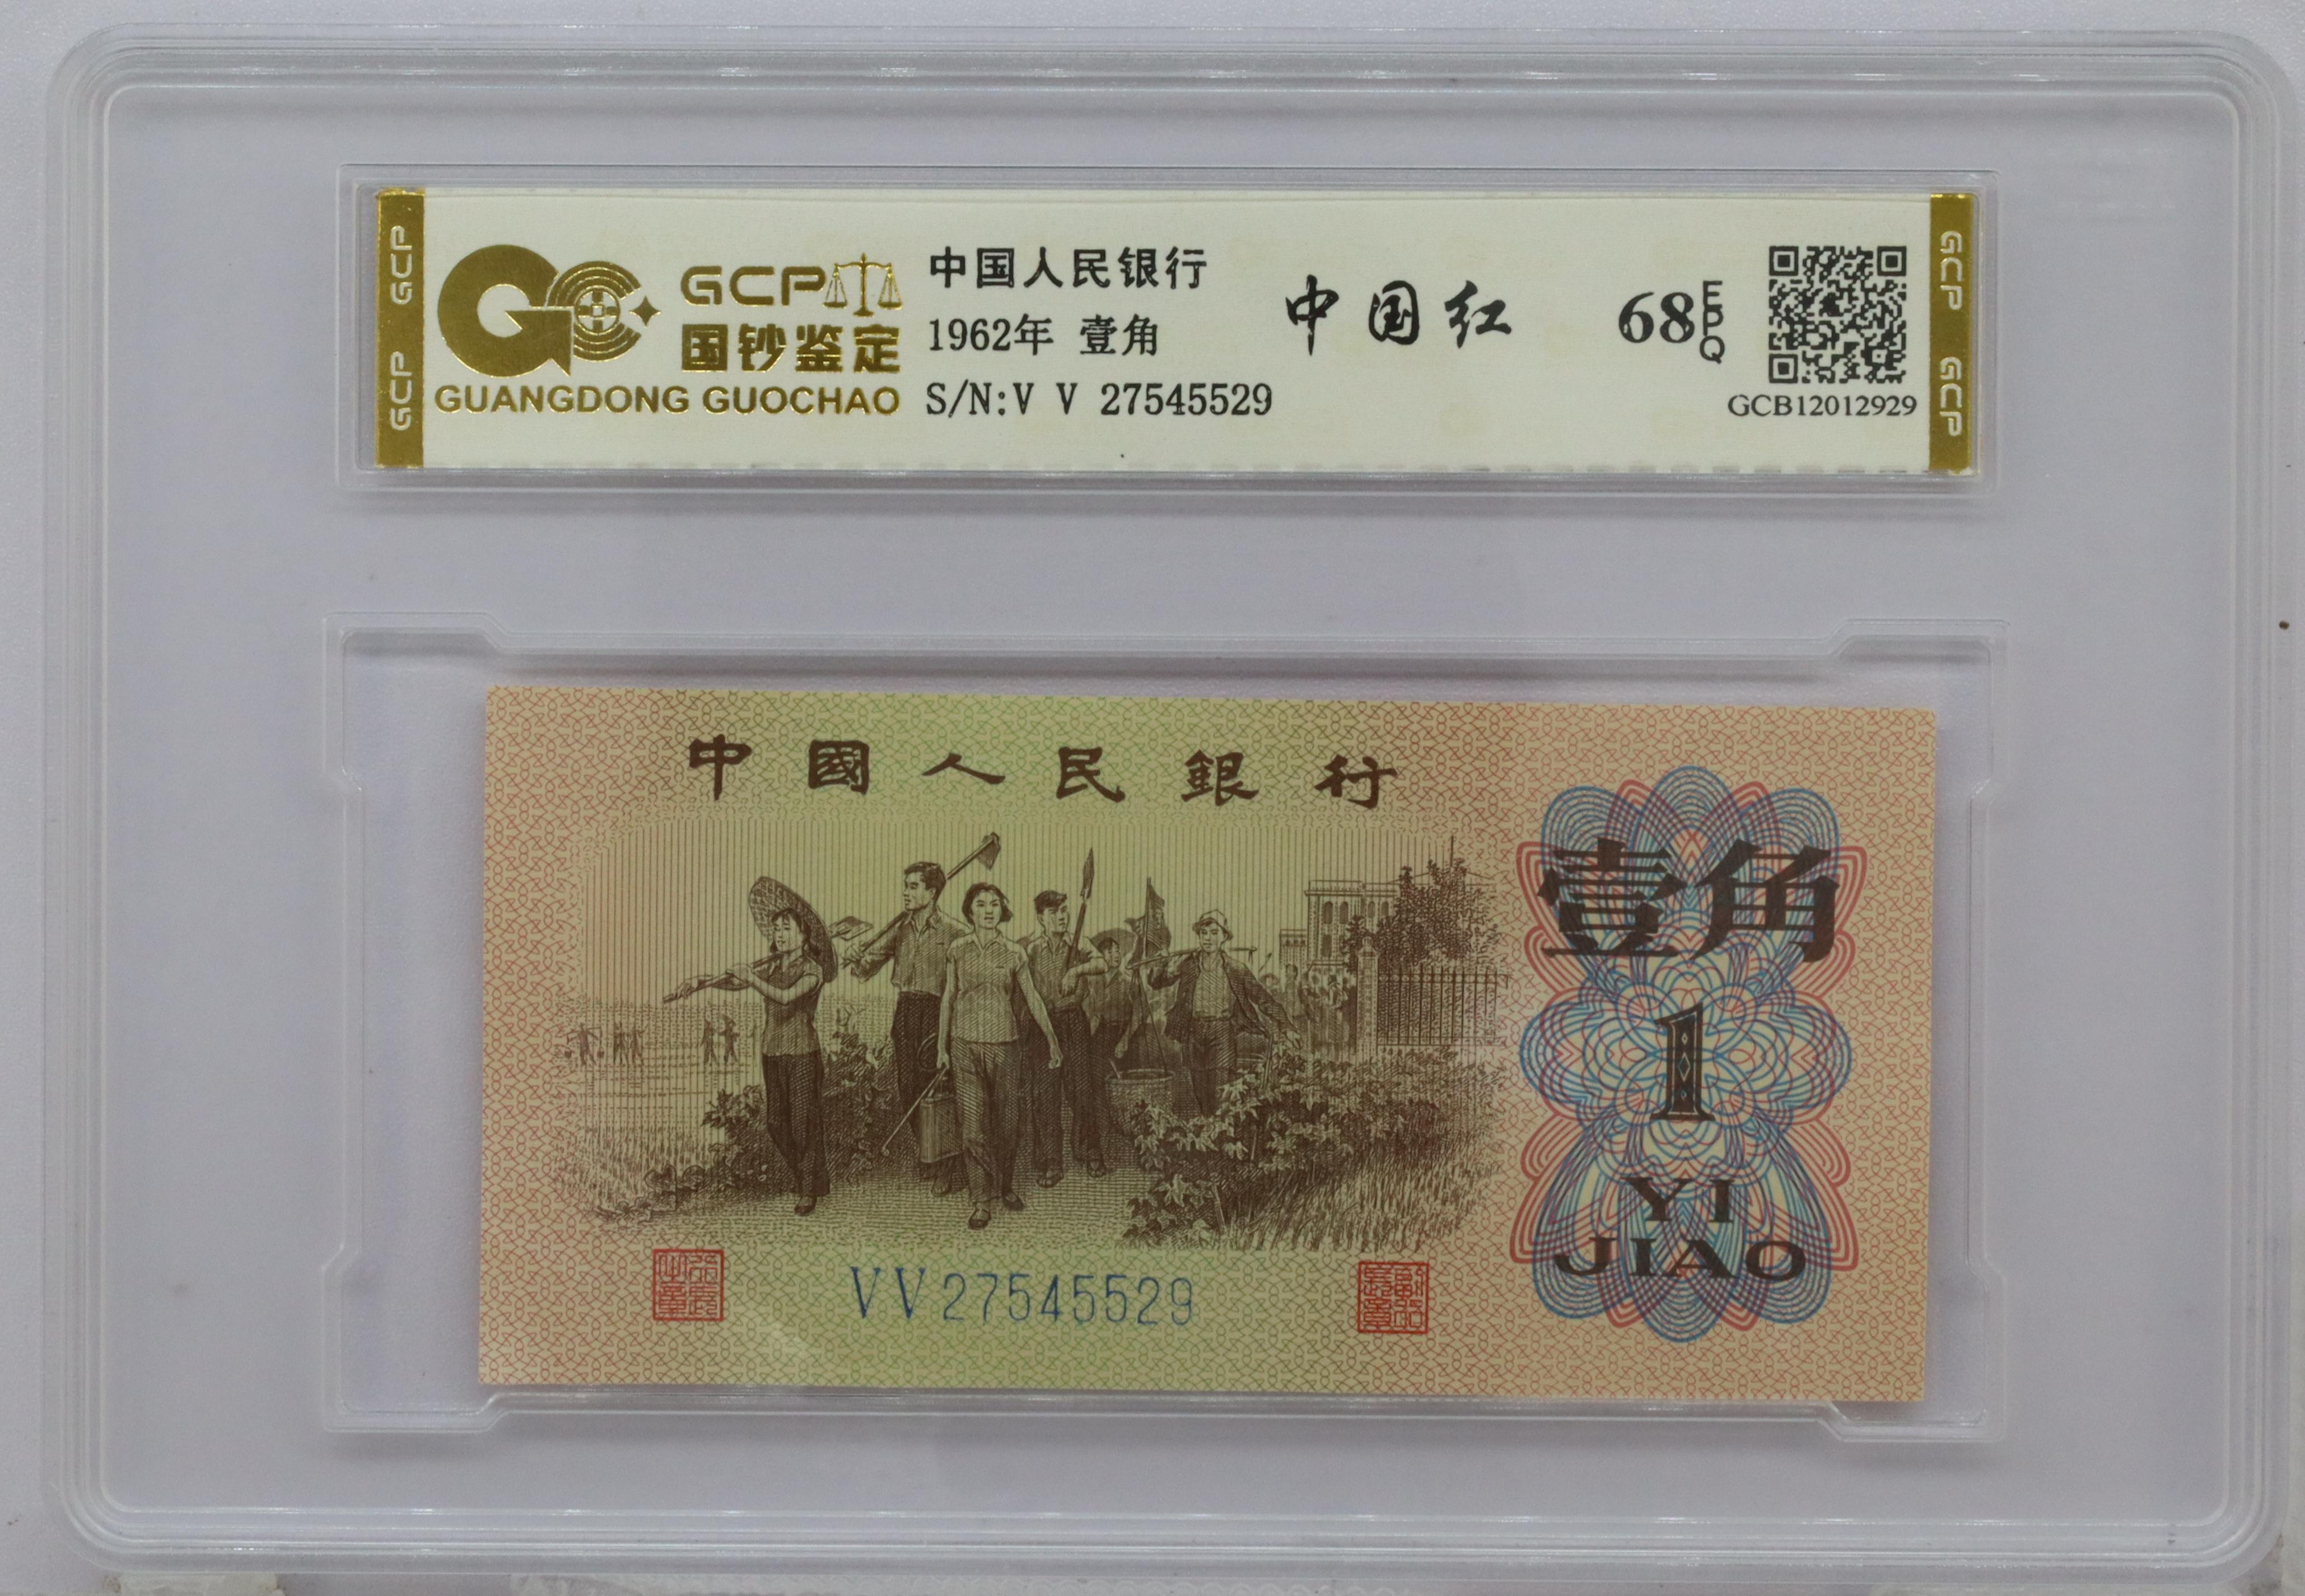 GCP GCP
GCP
国钞鉴定
GUANGDONG GUOCHAO
中国人民银行
1962年 壹角
S/N:V V 27545529
中国红
68 EPQ
GCB12012929
GCP GCP
中國人民銀行
壹角
1
YI
JIAO
VV27545529